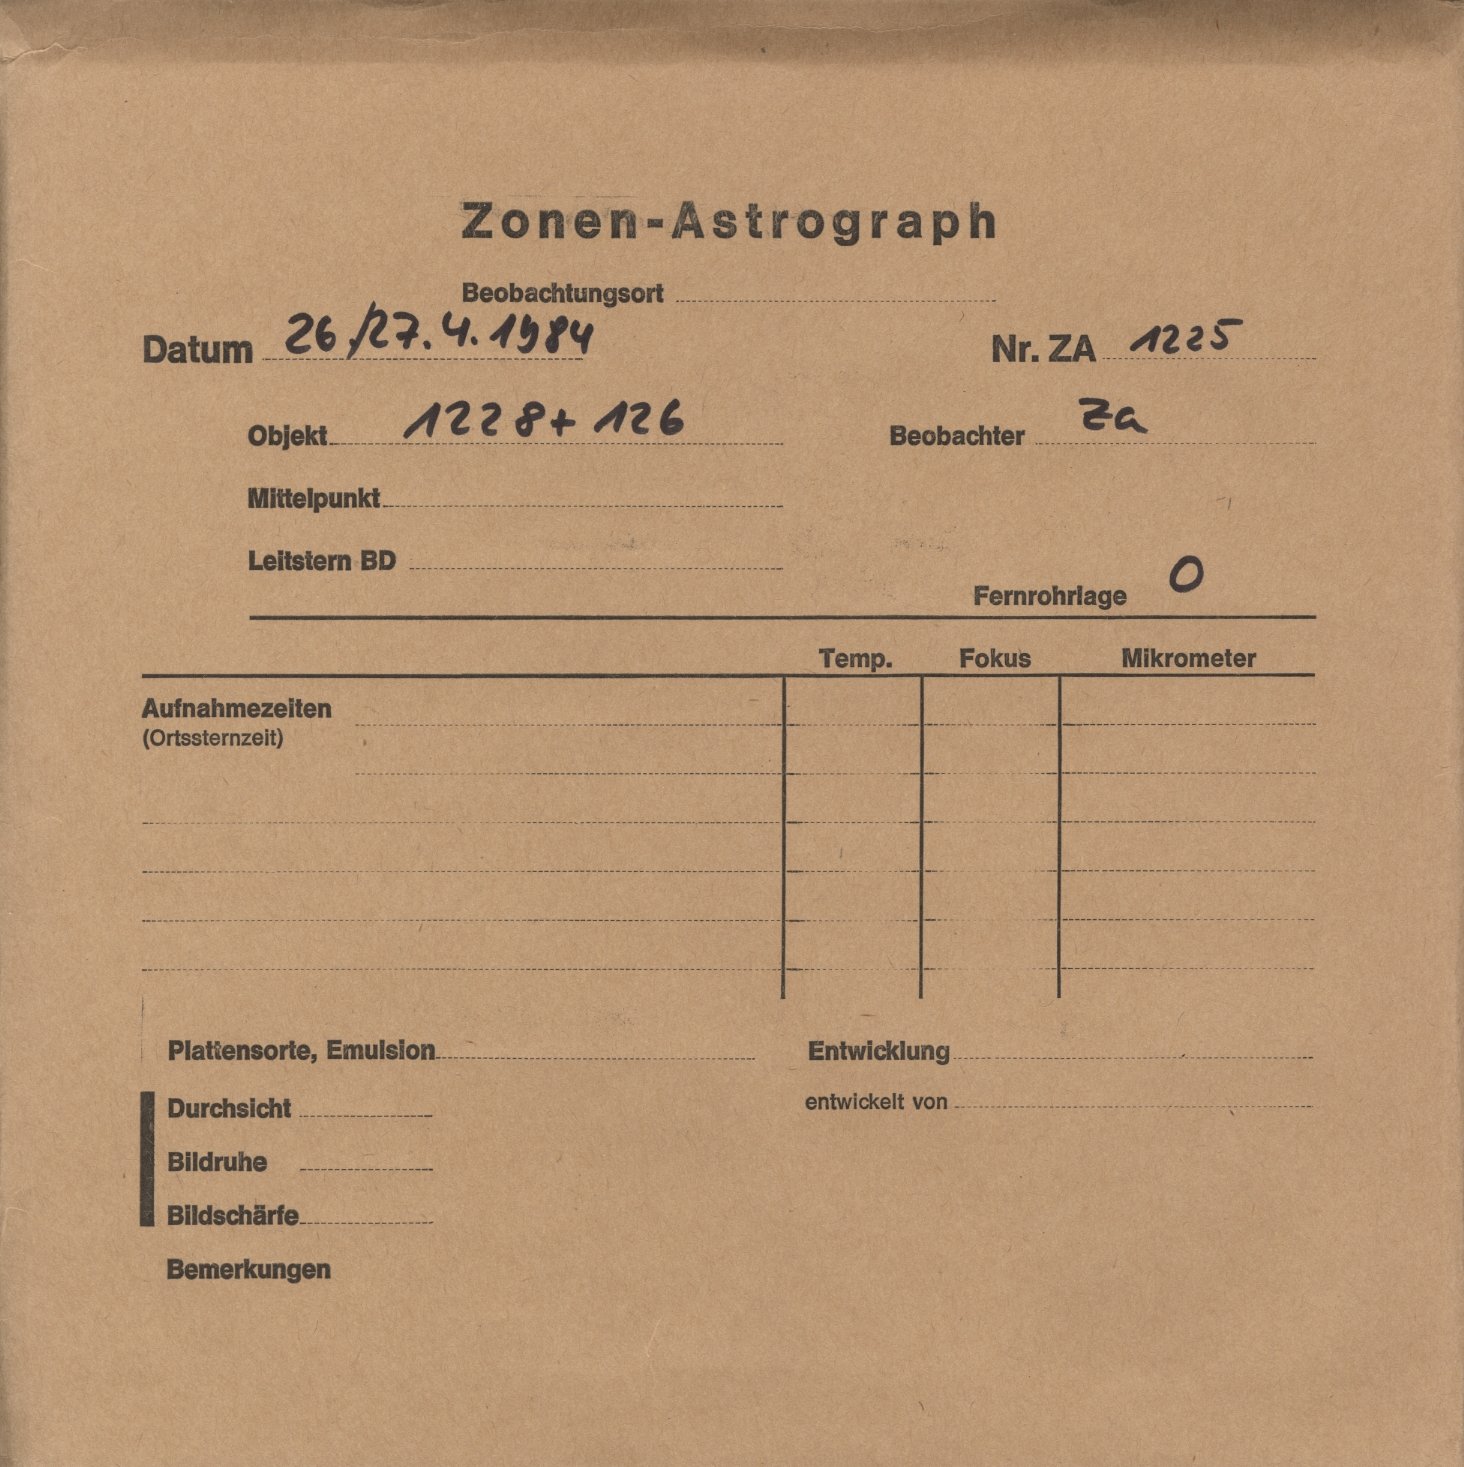 Zonen-Astrograph
Beobachtungsort
Datum 26./27.4.1984 Nr. ZA 1225
Objekt 1228+126 Beobachter Za
Mittelpunkt
Leitstern BD
Fernrohrlage O
Temp. Fokus Mikrometer
Aufnahmezeiten
(Ortssternzeit)
Plattensorte, Emulsion Entwicklung
Durchsicht entwickelt von
Bildruhe
Bildschärfe
Bemerkungen